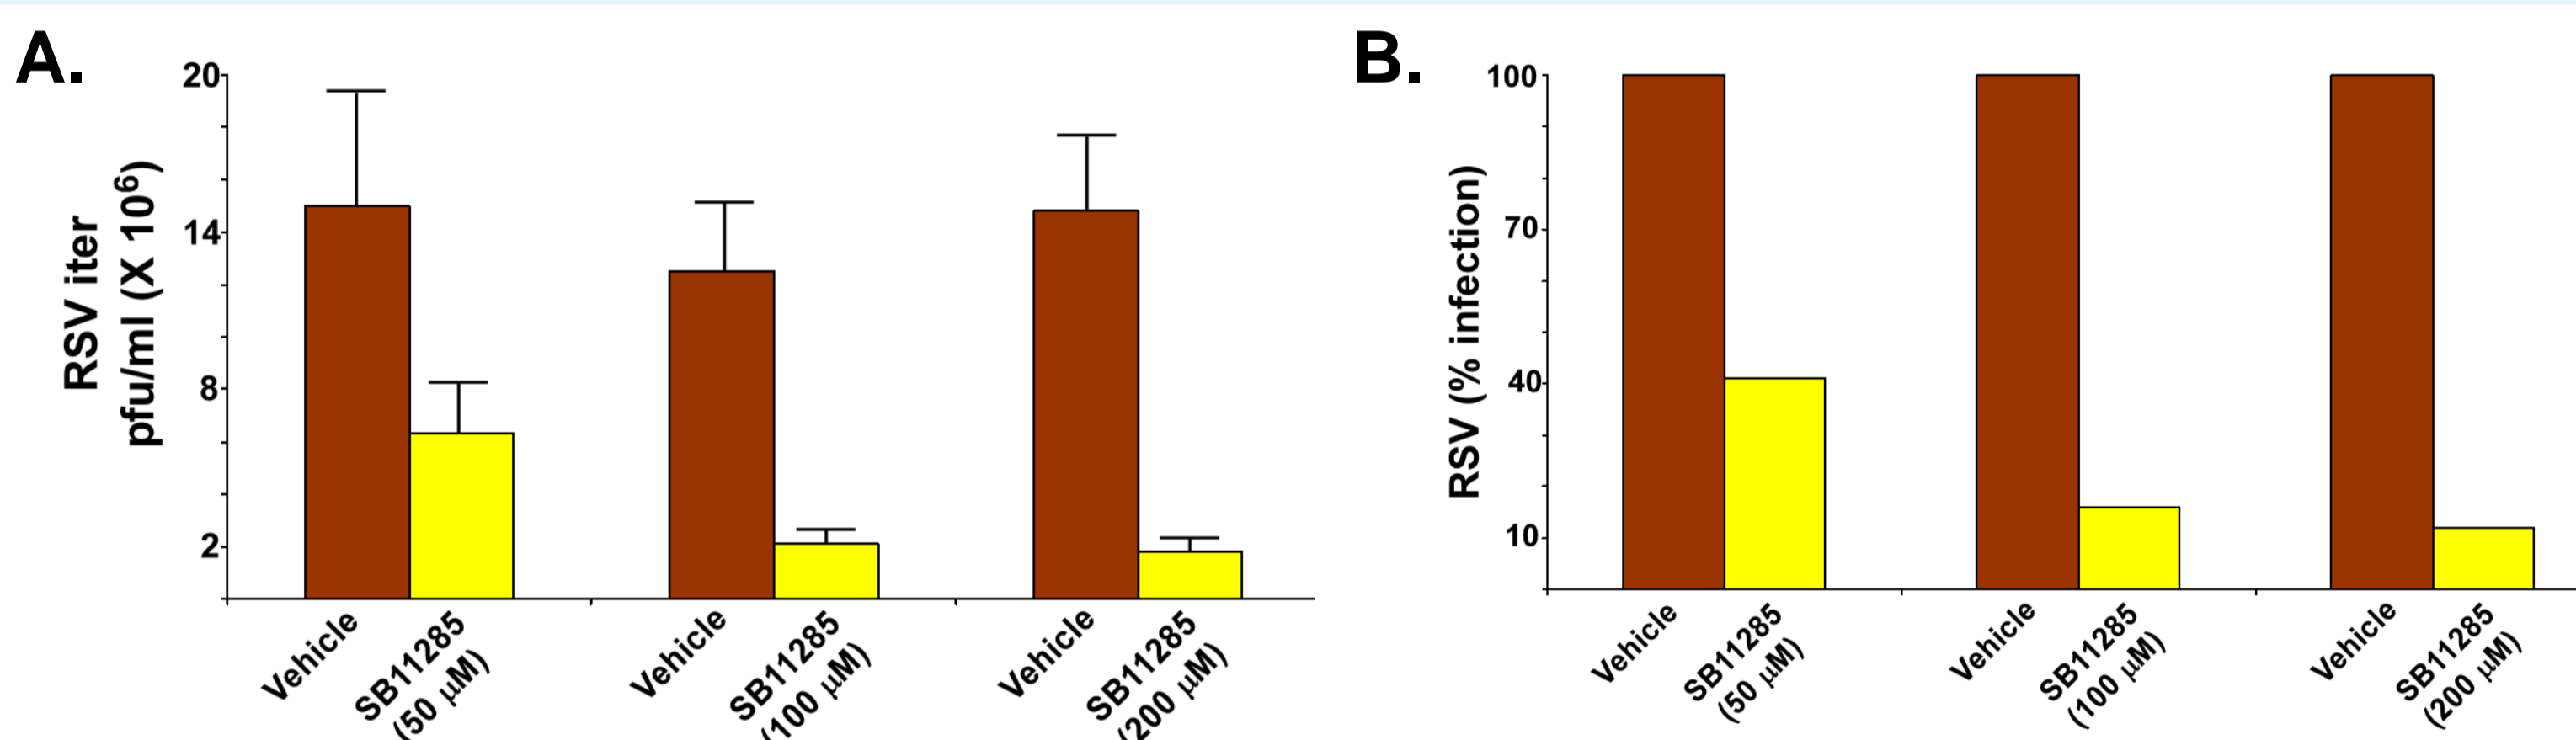 A.
RSV iter
pfu/ml (X 10⁶)
20
14
8
2
Vehicle
SB11285
(50 μM)
Vehicle
SB11285
(100 μM)
Vehicle
SB11285
(200 μM)
B.
RSV (% infection)
100
70
40
10
Vehicle
SB11285
(50 μM)
Vehicle
SB11285
(100 μM)
Vehicle
SB11285
(200 μM)